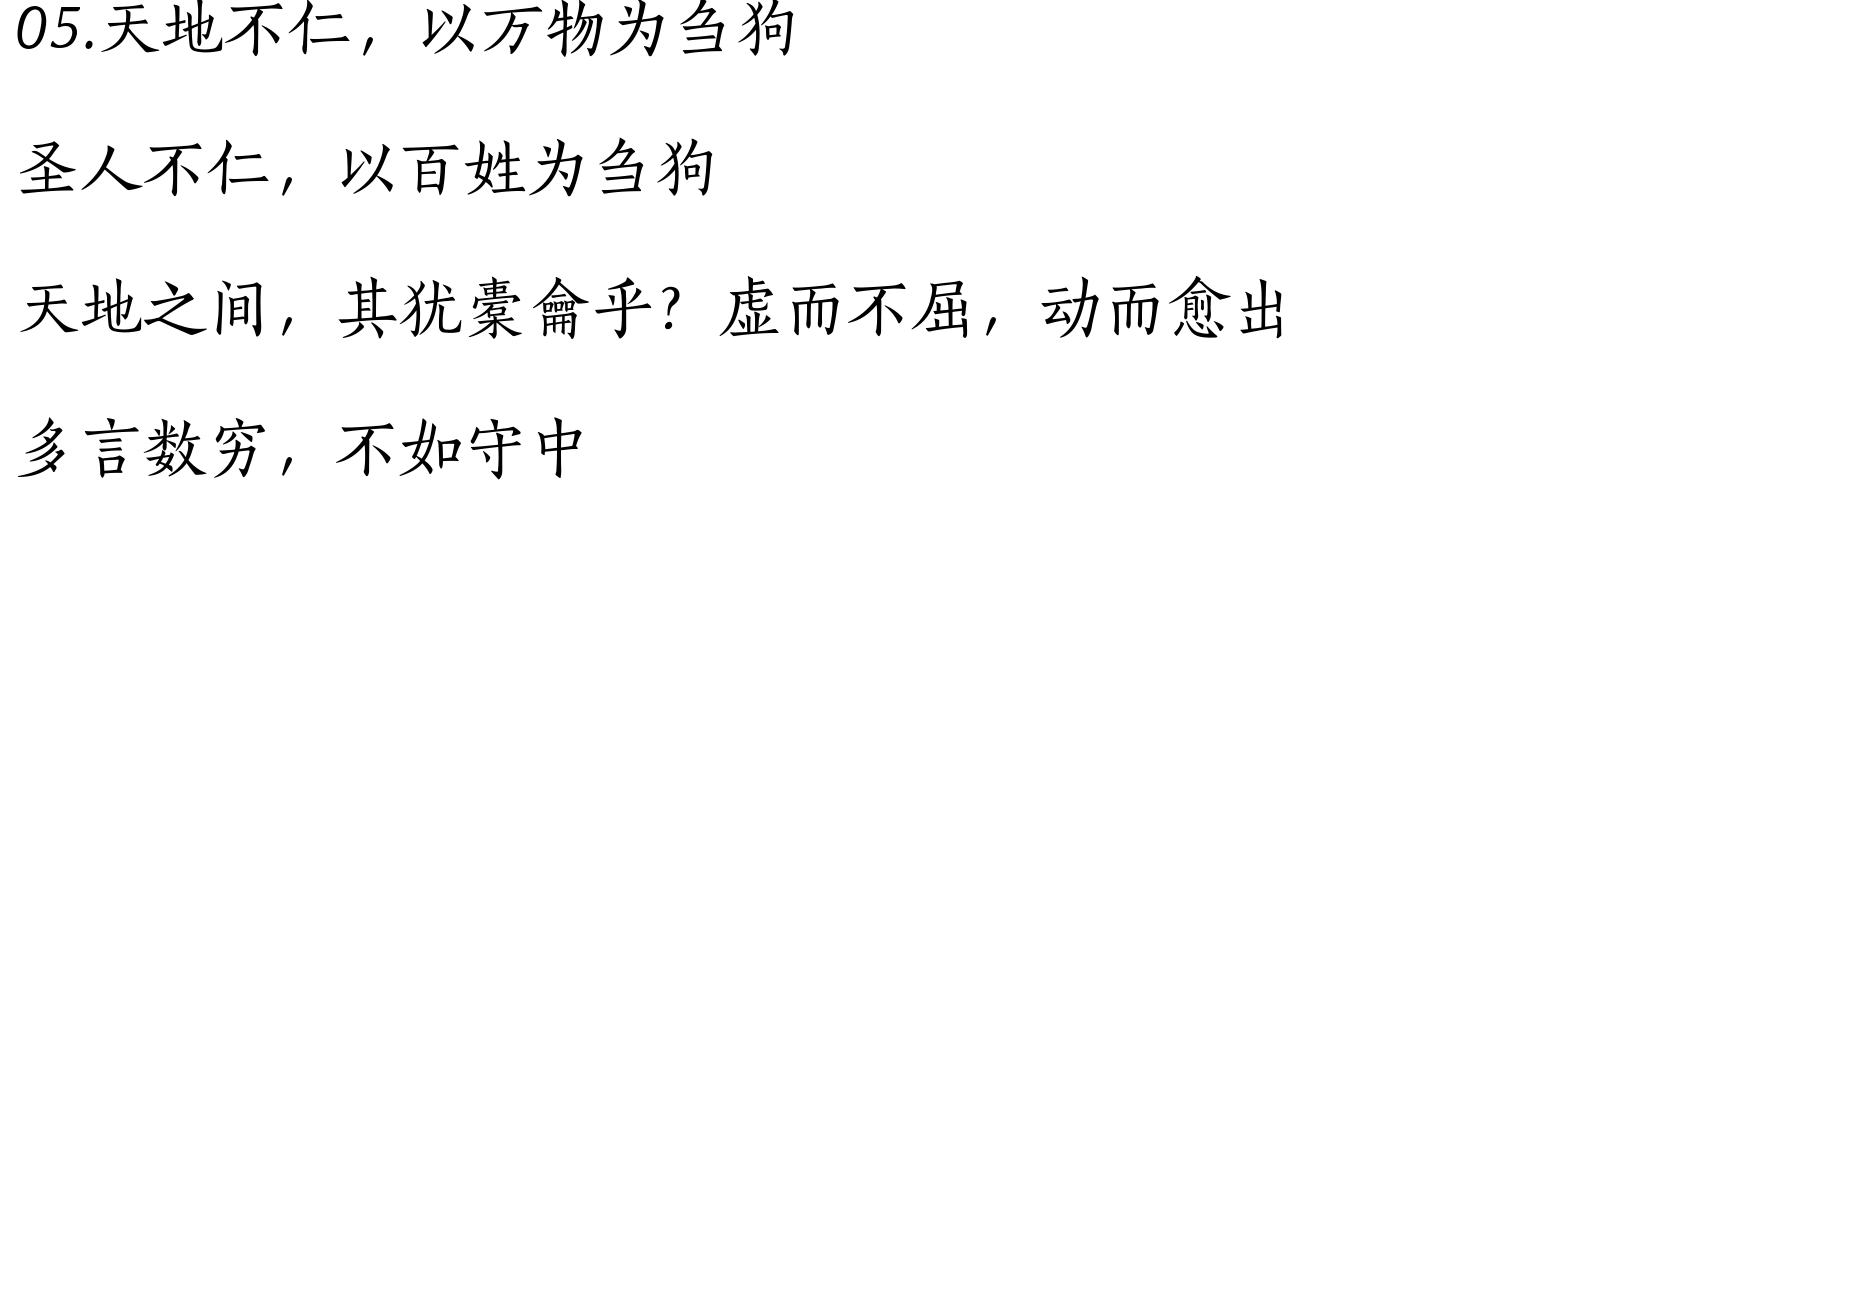 05.天地不仁，以万物为刍狗
圣人不仁，以百姓为刍狗
天地之间，其犹橐龠乎？虚而不屈，动而愈出
多言数穷，不如守中